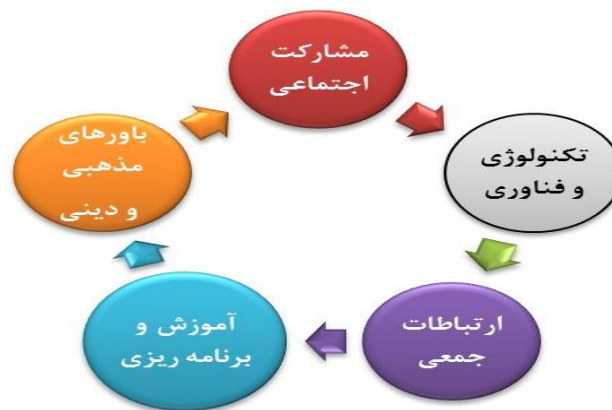 مشارکت
اجتماعی
تکنولوژی
و فناوری
ارتباطات
جمعی
آموزش و
برنامه ریزی
باورهای
مذهبی
و دینی